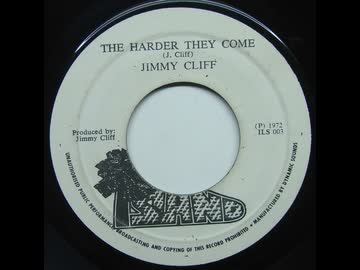 THE HARDER THEY COME
(J. Cliff)
JIMMY CLIFF
Produced by:
Jimmy Cliff
(P) 1972
ILS 003
ISLAND
UNAUTHORISED PUBLIC PERFORMANCE BROADCASTING AND COPYING OF THIS RECORD PROHIBITED • MANUFACTURED BY DYNAMIC SOUNDS